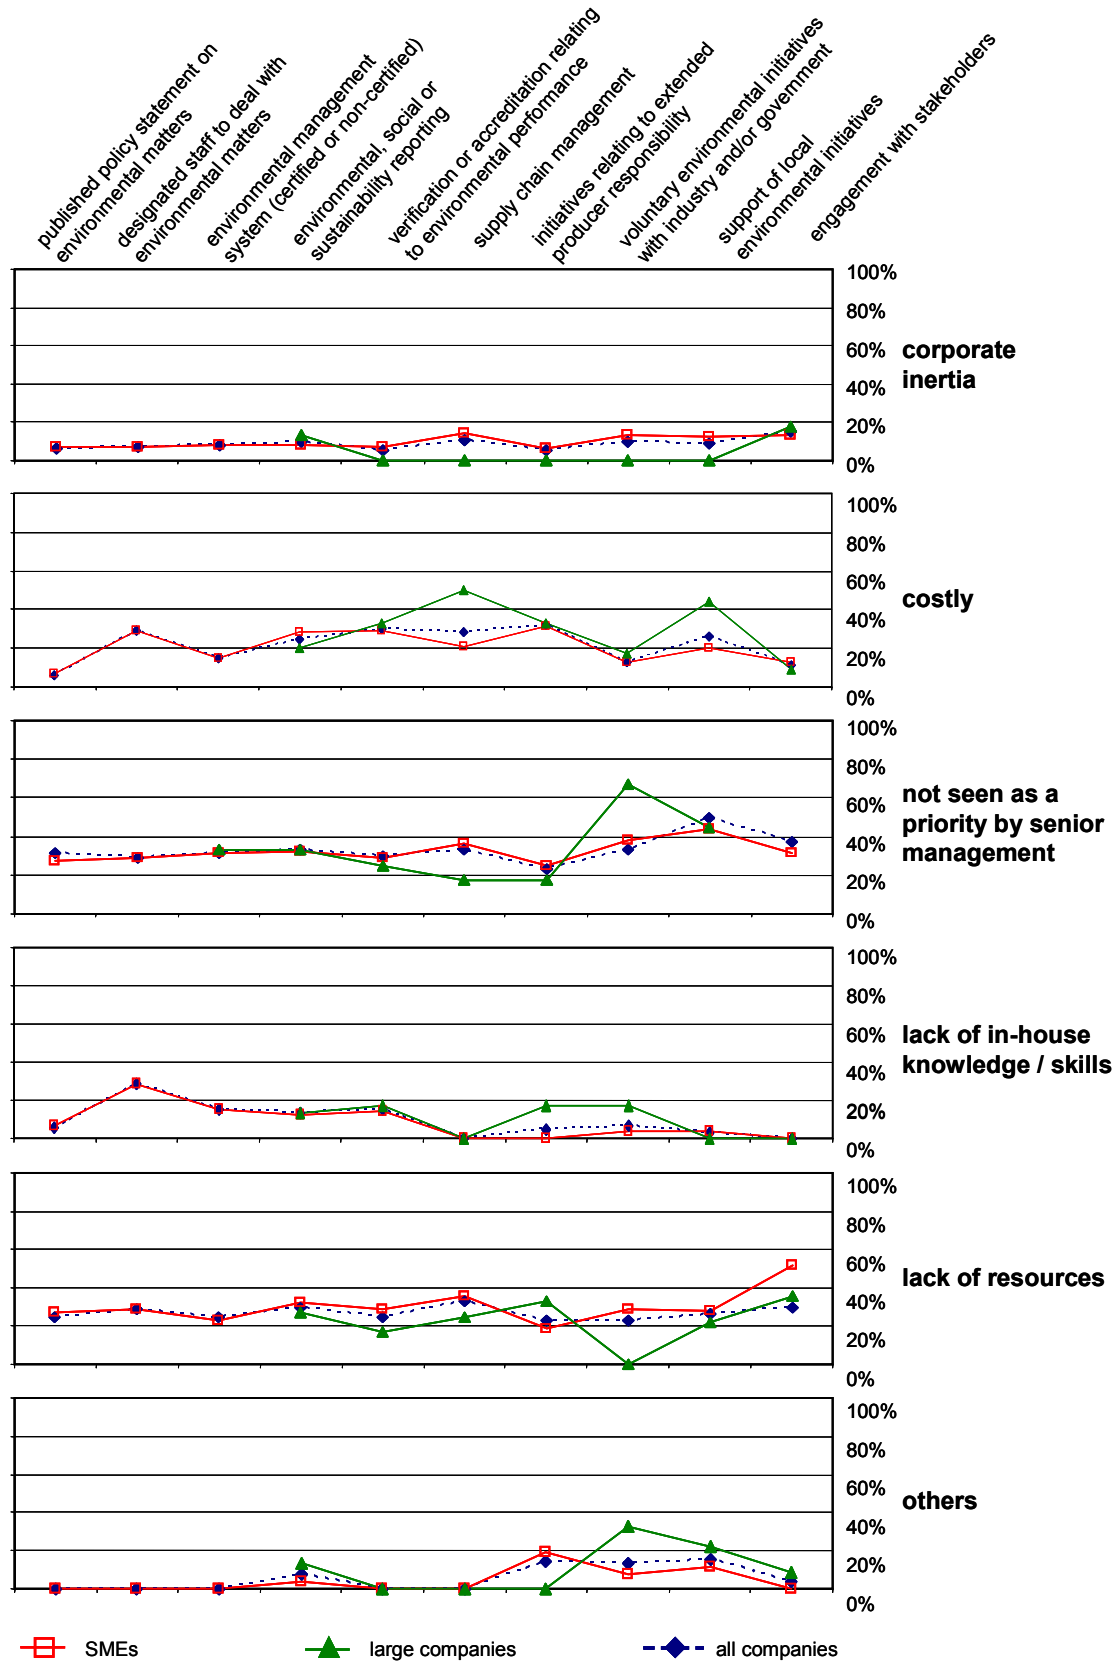 published policy statement on
environmental matters
designated staff to deal with
environmental matters
environmental management
system (certified or non-certified)
environmental, social or
sustainability reporting
verification or accreditation relating
to environmental performance
supply chain management
initiatives relating to extended
producer responsibility
voluntary environmental initiatives
with industry and/or government
support of local
environmental initiatives
engagement with stakeholders
100%
80%
60%
40%
20%
0%
corporate
inertia
100%
80%
60%
40%
20%
0%
costly
100%
80%
60%
40%
20%
0%
not seen as a
priority by senior
management
100%
80%
60%
40%
20%
0%
lack of in-house
knowledge / skills
100%
80%
60%
40%
20%
0%
lack of resources
100%
80%
60%
40%
20%
0%
others
SMEs
large companies
all companies